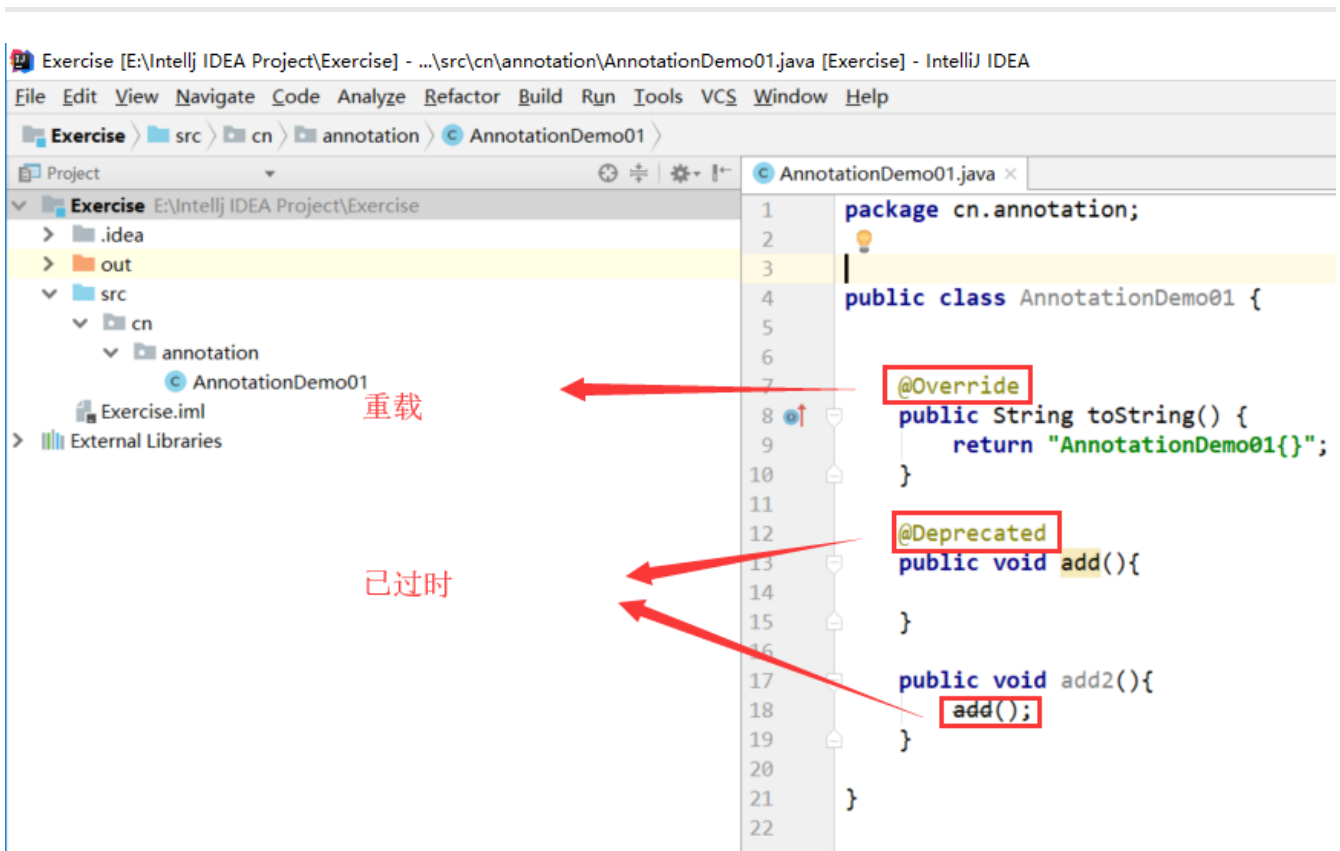 Exercise [E:\Intellj IDEA Project\Exercise] - ...\src\cn\annotation\AnnotationDemo01.java [Exercise] - IntelliJ IDEA
File Edit View Navigate Code Analyze Refactor Build Run Tools VCS Window Help
Exercise src cn annotation AnnotationDemo01
Project
Exercise E:\Intellj IDEA Project\Exercise
.idea
out
src
cn
annotation
AnnotationDemo01
Exercise.iml
External Libraries
重载
已过时
AnnotationDemo01.java
1 package cn.annotation;
2
3
4 public class AnnotationDemo01 {
5
6
7 @Override
8 public String toString() {
9 return "AnnotationDemo01{}";
10 }
11
12 @Deprecated
13 public void add(){
14
15 }
16
17 public void add2(){
18 add();
19 }
20
21 }
22